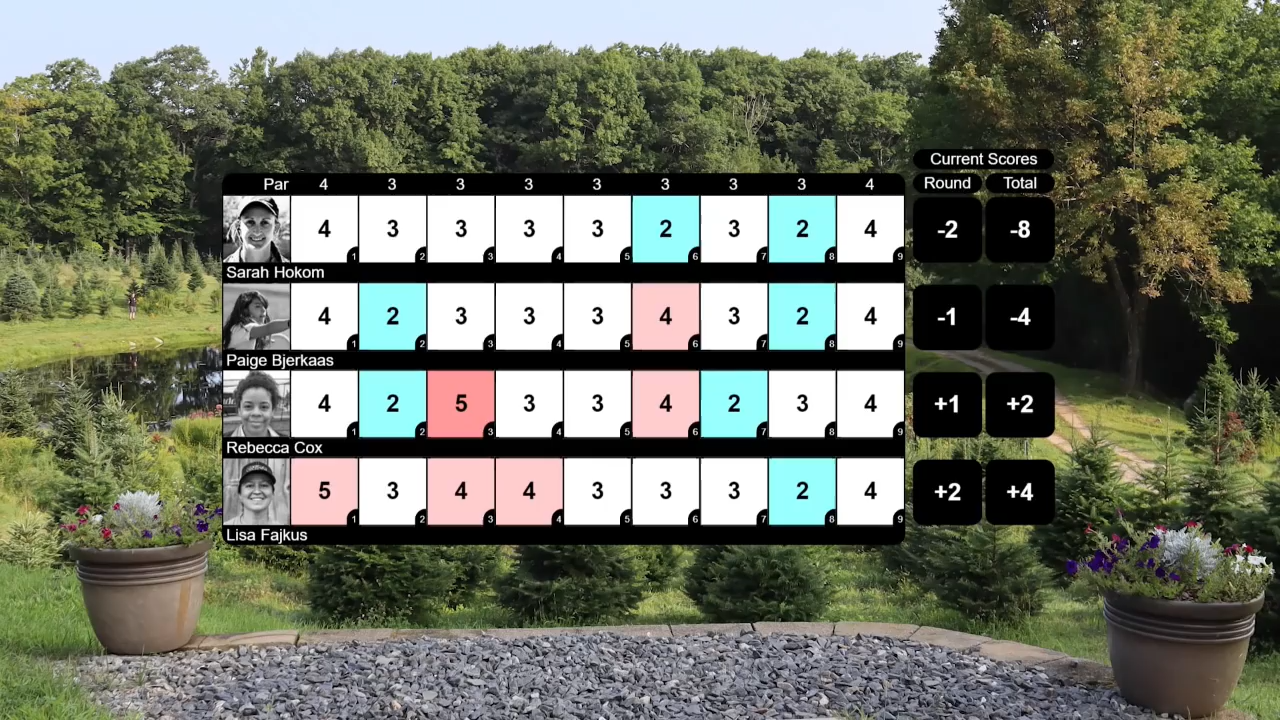 Current Scores
Par 4 3 3 3 3 3 3 3 4 Round Total
4 3 3 3 3 2 3 2 4 -2 -8
1 2 3 4 5 6 7 8 9
Sarah Hokom
4 2 3 3 3 4 3 2 4 -1 -4
1 2 3 4 5 6 7 8 9
Paige Bjerkaas
4 2 5 3 3 4 2 3 4 +1 +2
1 2 3 4 5 6 7 8 9
Rebecca Cox
5 3 4 4 3 3 3 2 4 +2 +4
1 2 3 4 5 6 7 8 9
Lisa Fajkus